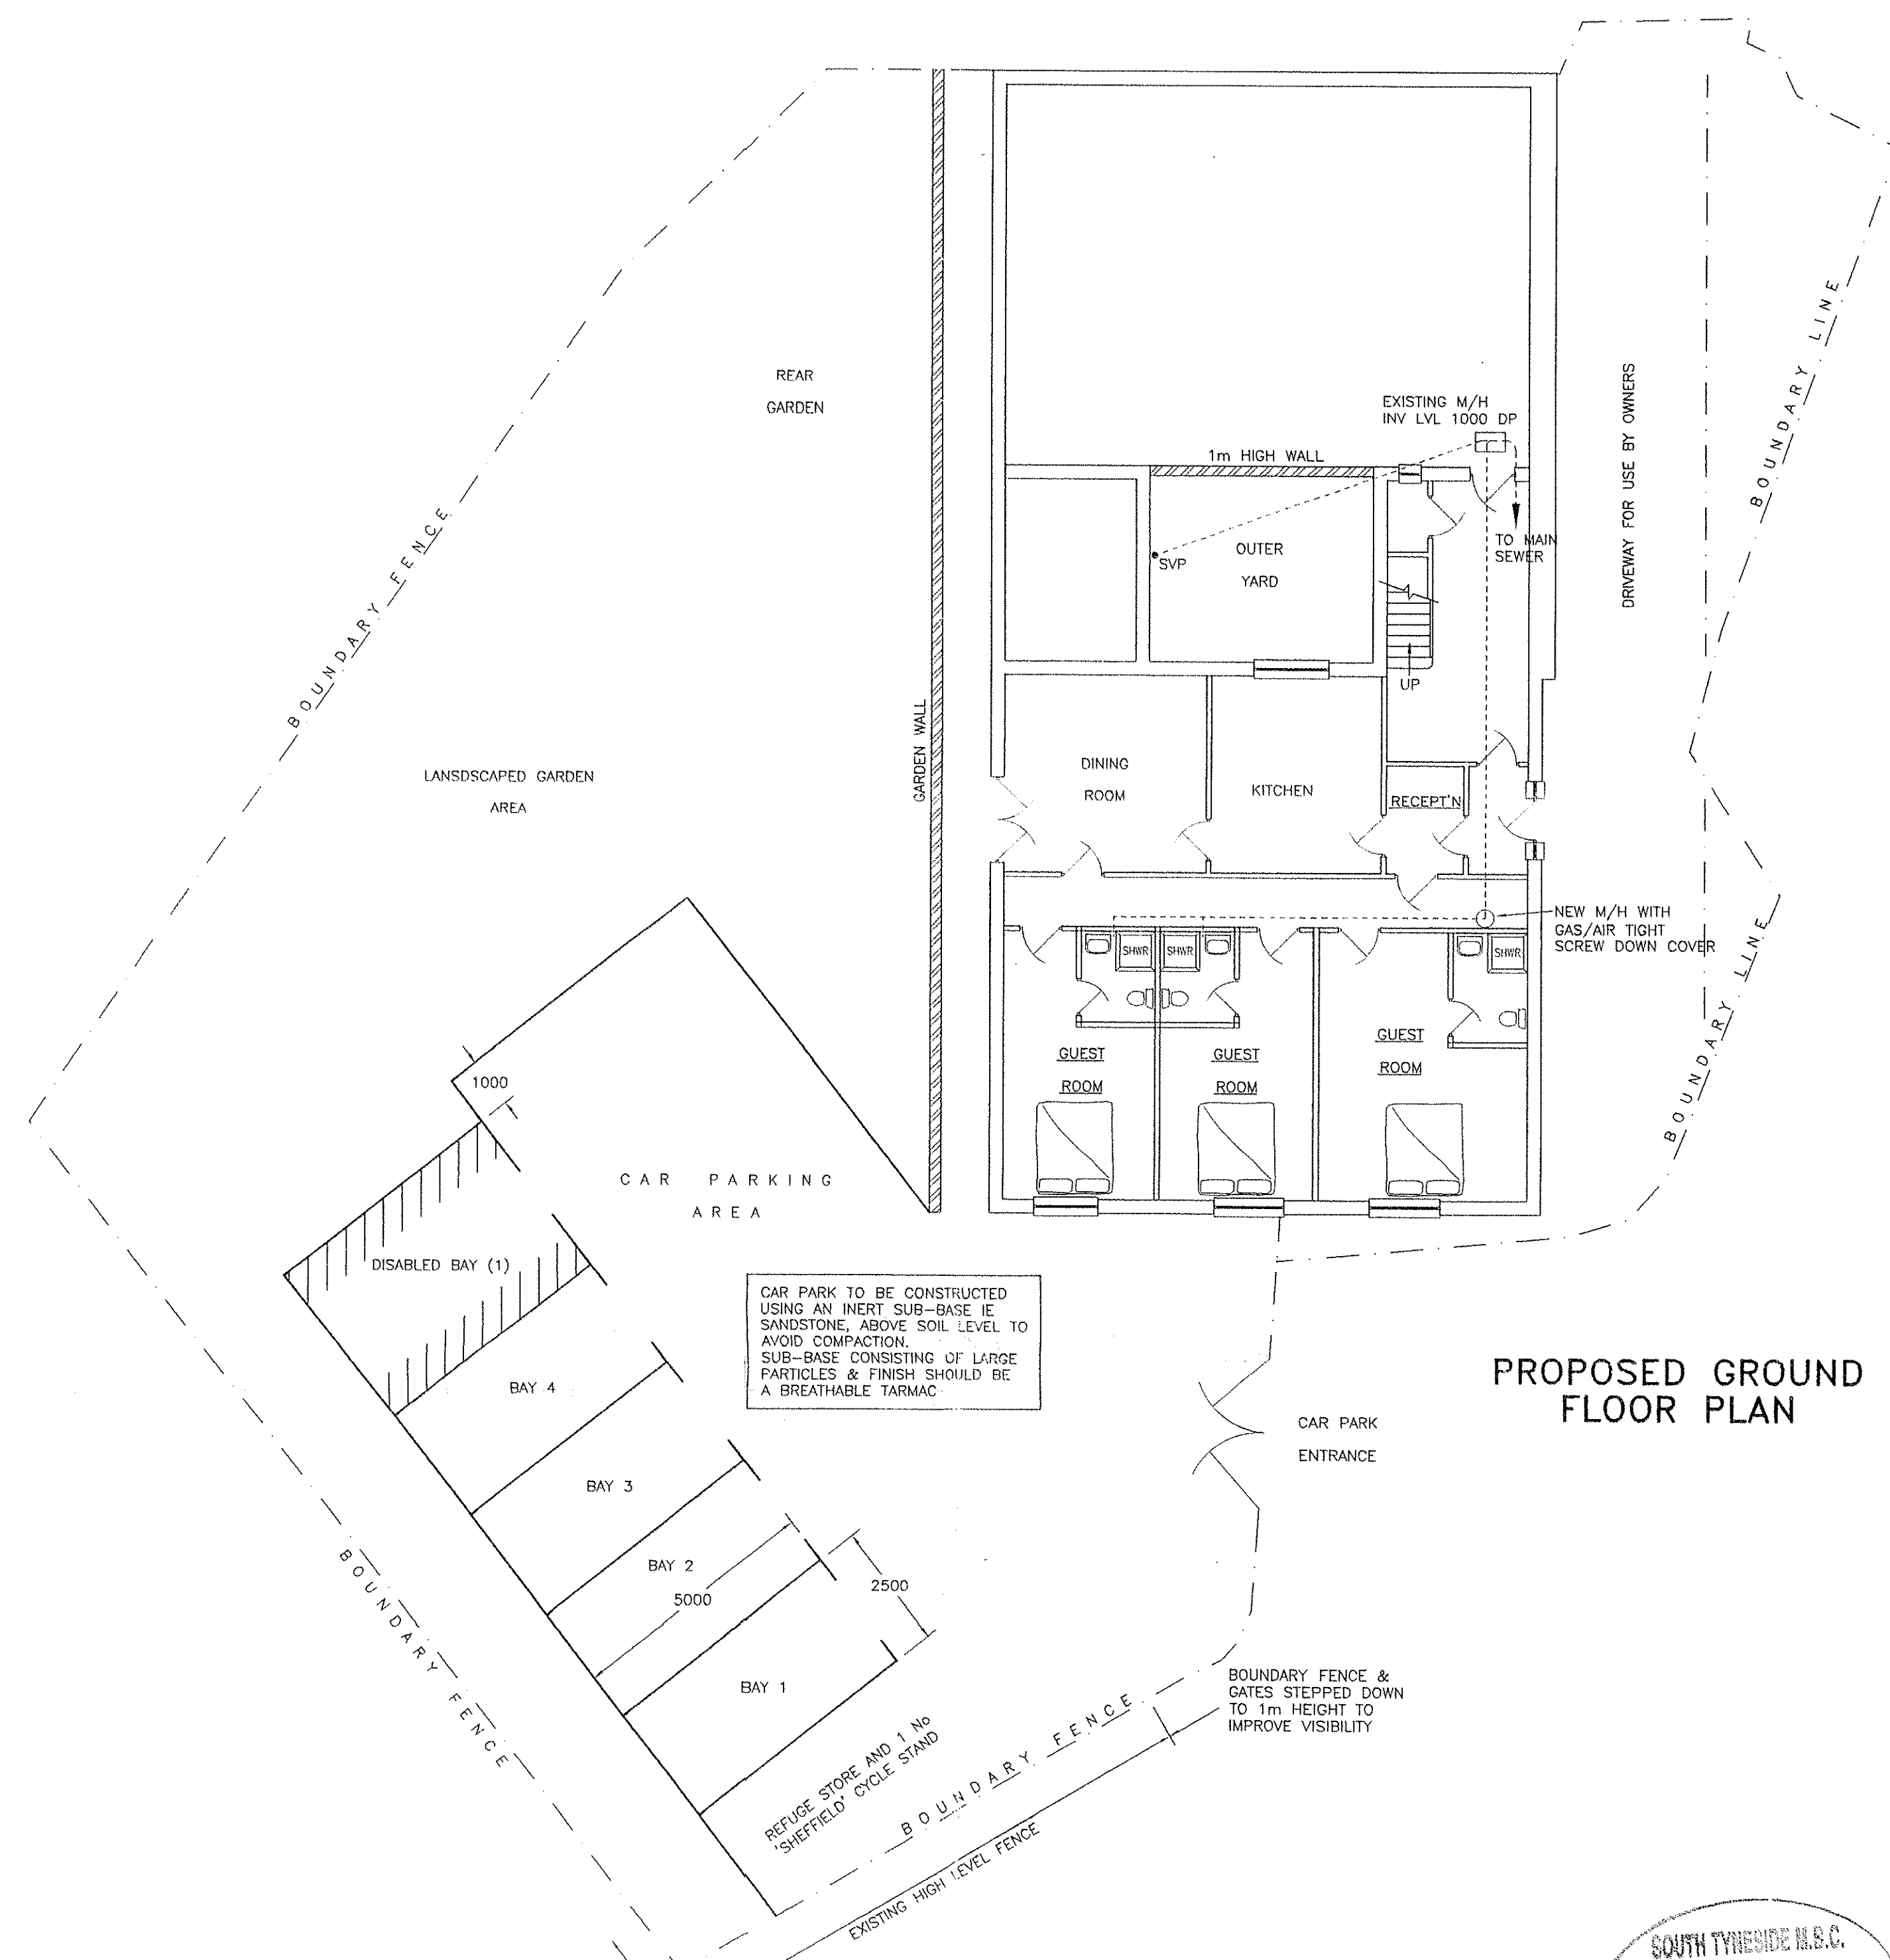 REAR
GARDEN
EXISTING M/H
INV LVL 1000 DP
1m HIGH WALL
DRIVEWAY FOR USE BY OWNERS
BOUNDARY LINE
BOUNDARY FENCE
TO MAIN
SEWER
SVP
OUTER
YARD
UP
GARDEN WALL
LANSDSCAPED GARDEN
AREA
DINING
ROOM
KITCHEN
RECEPT'N
NEW M/H WITH
GAS/AIR TIGHT
SCREW DOWN COVER
BOUNDARY LINE
SHWR
SHWR
SHWR
GUEST
ROOM
GUEST
ROOM
GUEST
ROOM
1000
CAR PARKING
AREA
DISABLED BAY (1)
CAR PARK TO BE CONSTRUCTED
USING AN INERT SUB-BASE IE
SANDSTONE, ABOVE SOIL LEVEL TO
AVOID COMPACTION.
SUB-BASE CONSISTING OF LARGE
PARTICLES & FINISH SHOULD BE
A BREATHABLE TARMAC
PROPOSED GROUND
FLOOR PLAN
BAY 4
CAR PARK
ENTRANCE
BAY 3
BAY 2
5000
2500
BOUNDARY FENCE
BAY 1
BOUNDARY FENCE &
GATES STEPPED DOWN
TO 1m HEIGHT TO
IMPROVE VISIBILITY
REFUGE STORE AND 1 No
'SHEFFIELD' CYCLE STAND
BOUNDARY FENCE
EXISTING HIGH LEVEL FENCE
SOUTH TYNESIDE M.B.C.